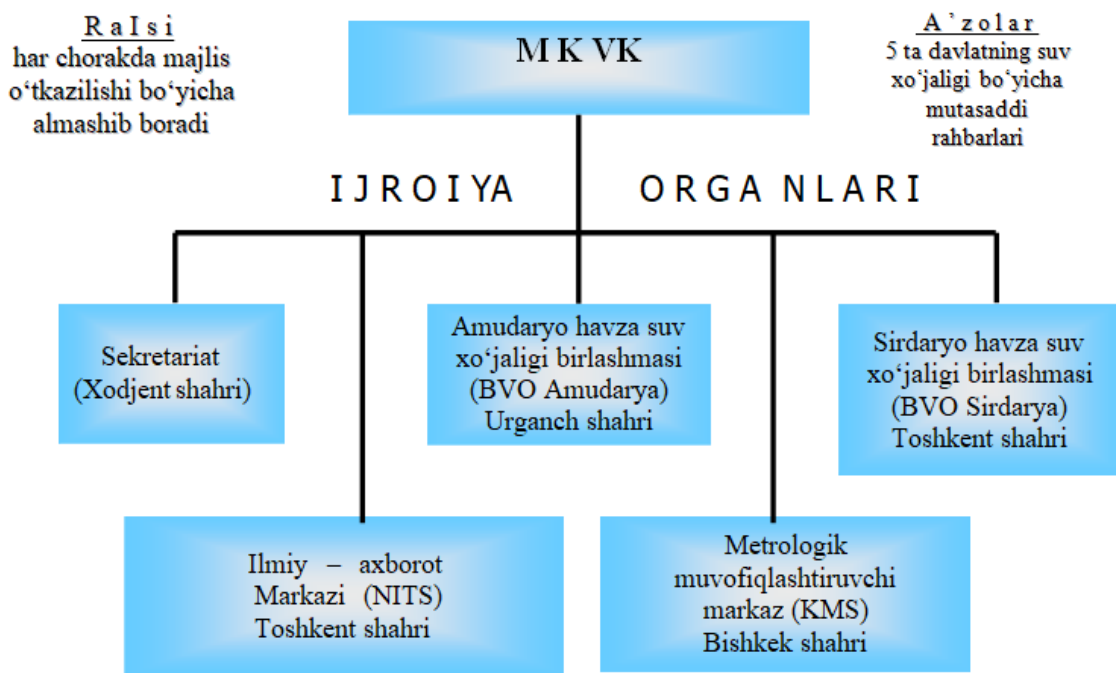 R a I s i
har chorakda majlis
o‘tkazilishi bo‘yicha
almashib boradi
M K VK
A ’ z o l a r
5 ta davlatning suv
xo‘jaligi bo‘yicha
mutasaddi
rahbarlari
I J R O I YA O R G A NLARI
Sekretariat
(Xodjent shahri)
Amudaryo havza suv
xo‘jaligi birlashmasi
(BVO Amudarya)
Urganch shahri
Sirdaryo havza suv
xo‘jaligi birlashmasi
(BVO Sirdarya)
Toshkent shahri
Ilmiy – axborot
Markazi (NITS)
Toshkent shahri
Metrologik
muvofiqlashtiruvchi
markaz (KMS)
Bishkek shahri